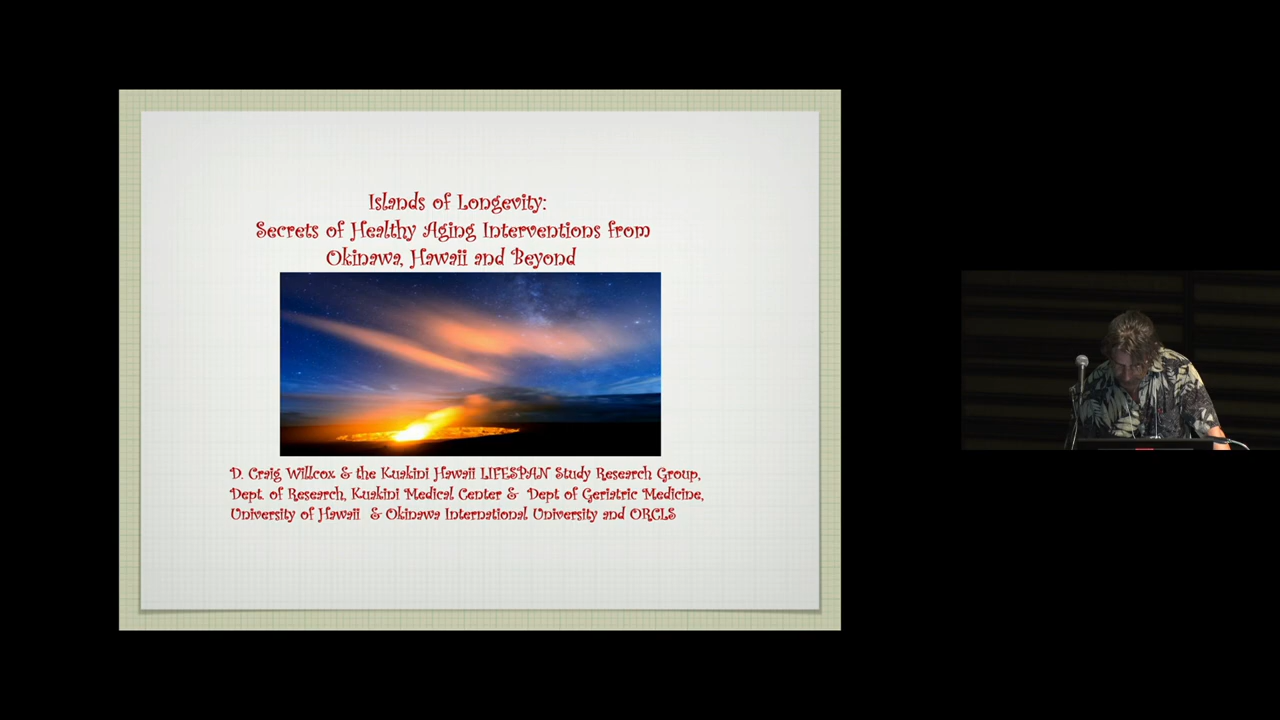 Islands of Longevity:
Secrets of Healthy Aging Interventions from
Okinawa, Hawaii and Beyond
D. Craig Willcox & the Kuakini Hawaii LIFESPAN Study Research Group,
Dept. of Research, Kuakini Medical Center & Dept of Geriatric Medicine,
University of Hawaii & Okinawa International University and ORCLS